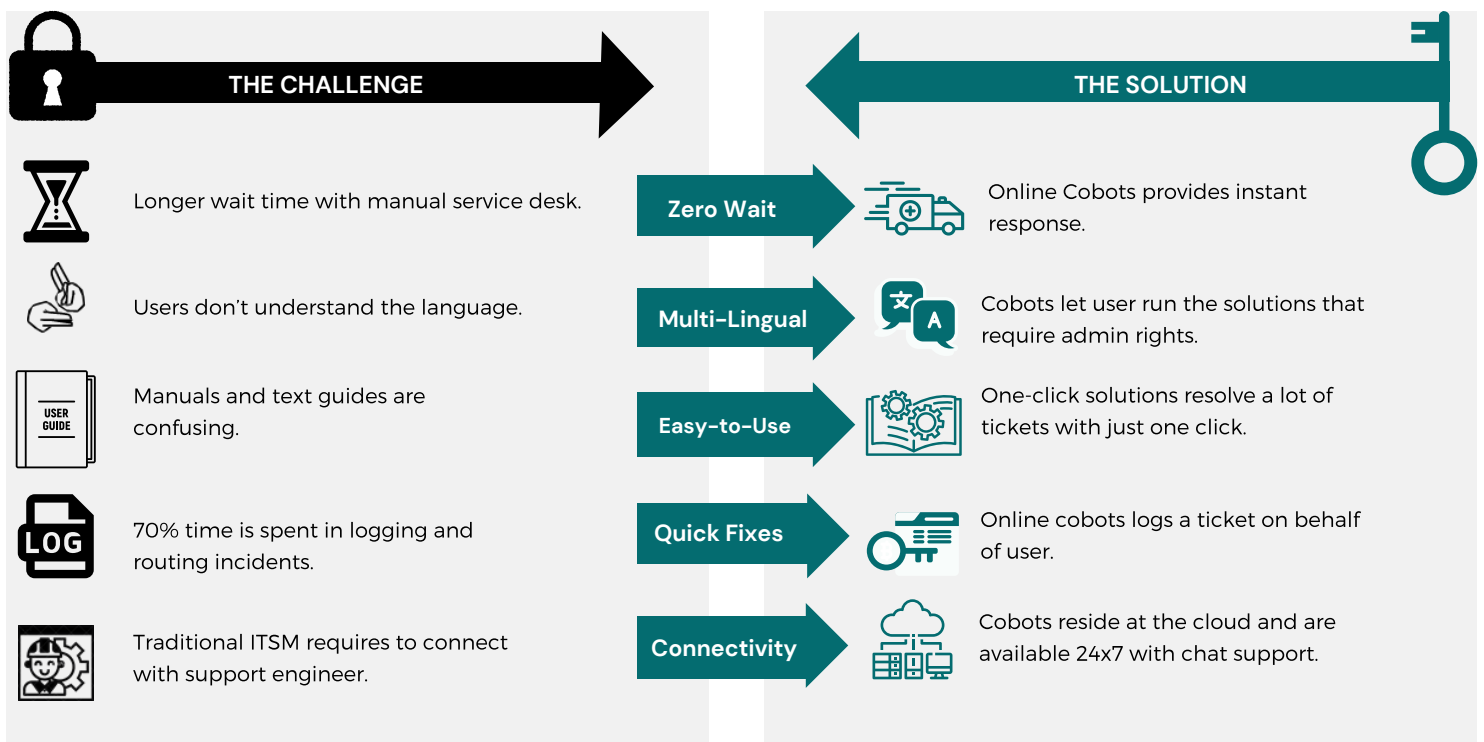 THE CHALLENGE
THE SOLUTION
Longer wait time with manual service desk.
Zero Wait
Online Cobots provides instant
response.
Users don’t understand the language.
Multi-Lingual
文
A
Cobots let user run the solutions that
require admin rights.
USER
GUIDE
Manuals and text guides are
confusing.
Easy-to-Use
One-click solutions resolve a lot of
tickets with just one click.
LOG
70% time is spent in logging and
routing incidents.
Quick Fixes
Online cobots logs a ticket on behalf
of user.
Traditional ITSM requires to connect
with support engineer.
Connectivity
Cobots reside at the cloud and are
available 24x7 with chat support.